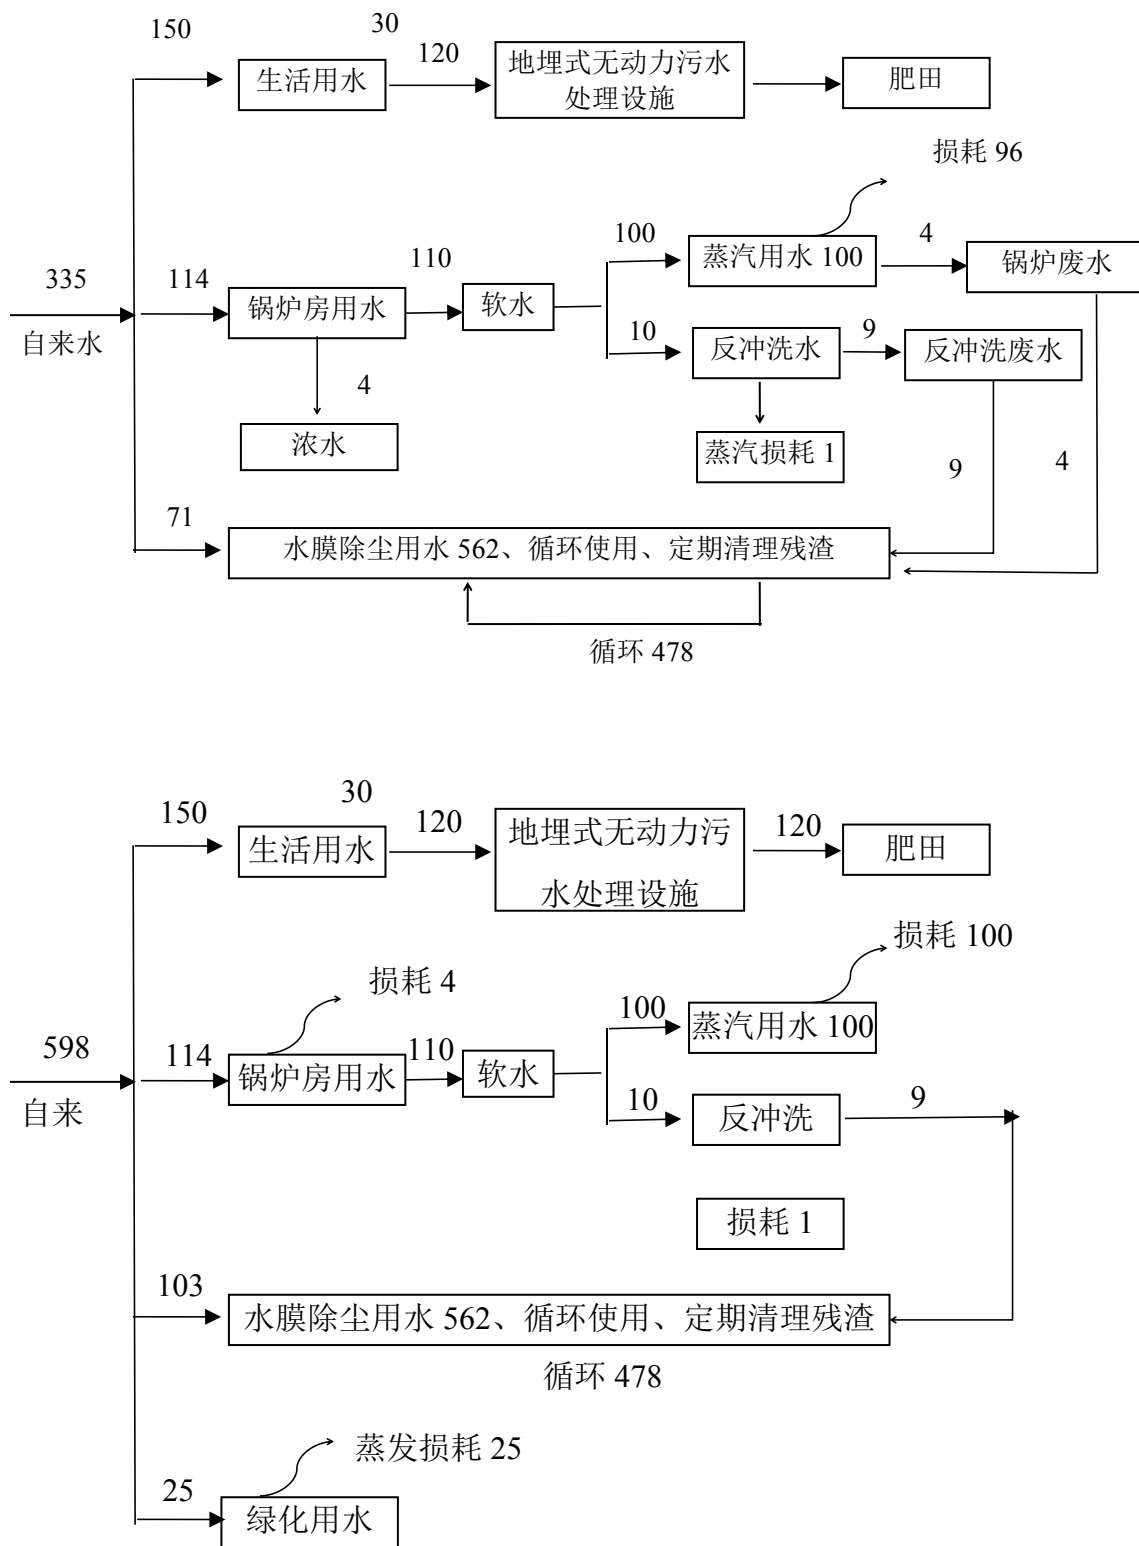 150
30
120
生活用水
地埋式无动力污水
处理设施
肥田
损耗 96
335
自来水
114
锅炉房用水
110
软水
100
蒸汽用水 100
4
锅炉废水
10
反冲洗水
9
反冲洗废水
4
浓水
蒸汽损耗 1
9
4
71
水膜除尘用水 562、循环使用、定期清理残渣
循环 478
150
30
120
生活用水
地埋式无动力污
水处理设施
120
肥田
损耗 100
损耗 4
598
自来
114
锅炉房用水
110
软水
100
蒸汽用水 100
10
反冲洗
9
损耗 1
103
水膜除尘用水 562、循环使用、定期清理残渣
循环 478
蒸发损耗 25
25
绿化用水